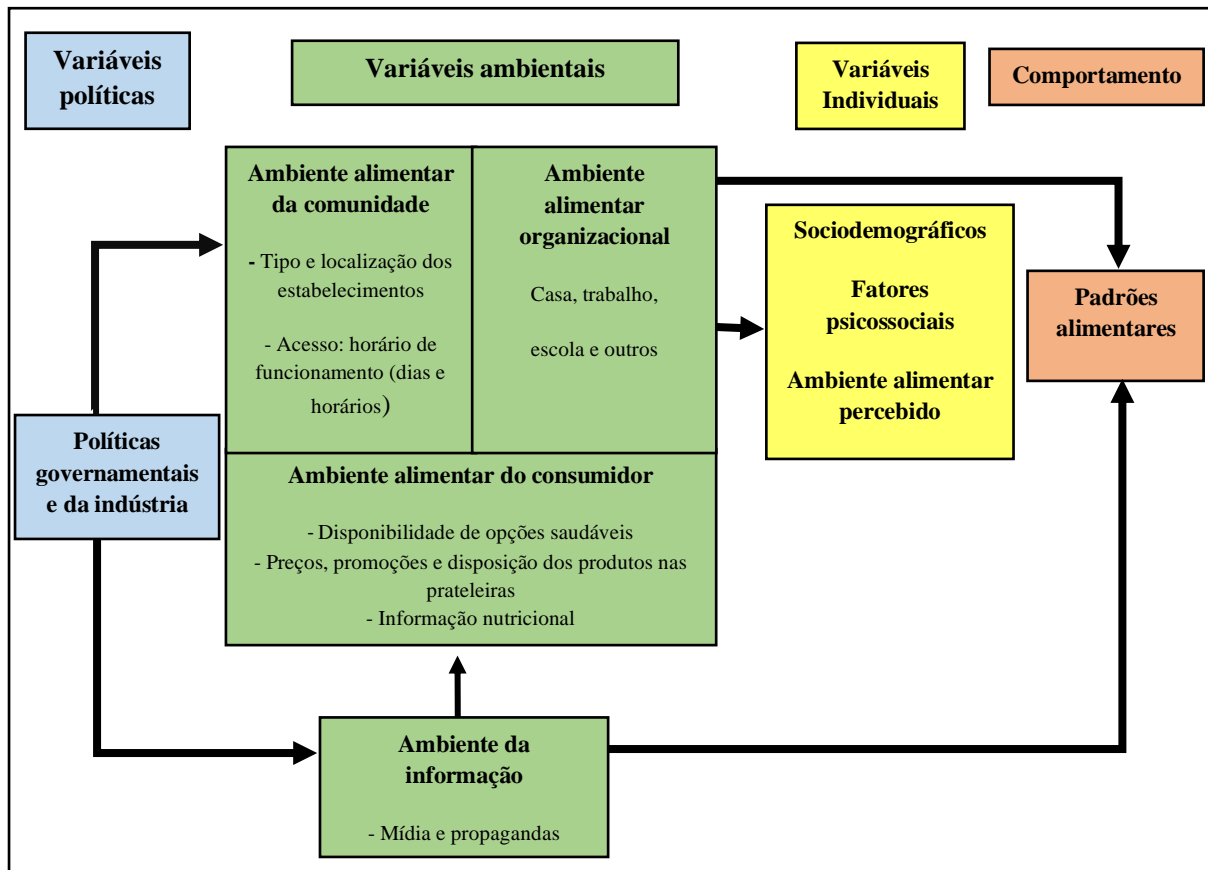 Variáveis
políticas
Variáveis ambientais
Variáveis
Individuais
Comportamento
Ambiente alimentar
da comunidade
- Tipo e localização dos
estabelecimentos
- Acesso: horário de
funcionamento (dias e
horários)
Ambiente
alimentar
organizacional
Casa, trabalho,
escola e outros
Sociodemográficos
Fatores
psicossociais
Ambiente alimentar
percebido
Padrões
alimentares
Políticas
governamentais
e da indústria
Ambiente alimentar do consumidor
- Disponibilidade de opções saudáveis
- Preços, promoções e disposição dos produtos nas
prateleiras
- Informação nutricional
Ambiente da
informação
- Mídia e propagandas